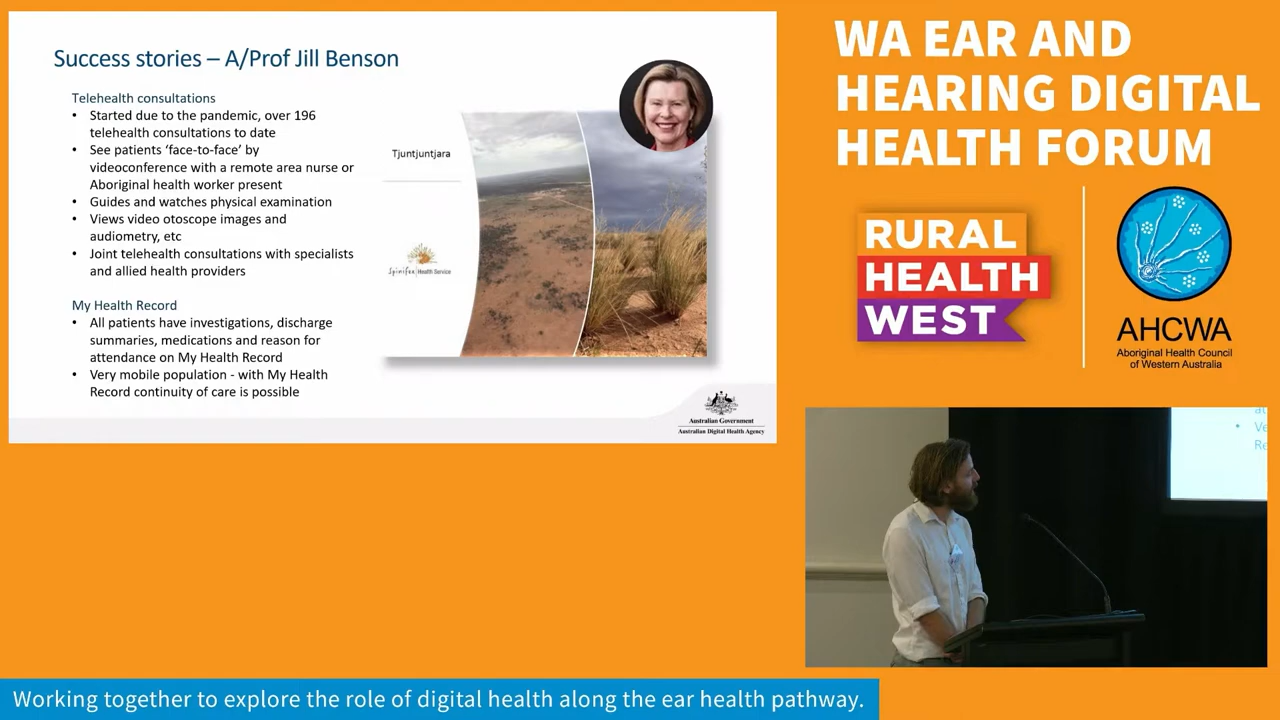 Success stories – A/Prof Jill Benson
Telehealth consultations
• Started due to the pandemic, over 196
telehealth consultations to date
• See patients ‘face-to-face’ by
videoconference with a remote area nurse or
Aboriginal health worker present
• Guides and watches physical examination
• Views video otoscope images and
audiometry, etc
• Joint telehealth consultations with specialists
and allied health providers
My Health Record
• All patients have investigations, discharge
summaries, medications and reason for
attendance on My Health Record
• Very mobile population - with My Health
Record continuity of care is possible
Tjuntjuntjara
Spinifex Health Service
Australian Government
Australian Digital Health Agency
WA EAR AND
HEARING DIGITAL
HEALTH FORUM
RURAL
HEALTH
WEST
AHCWA
Aboriginal Health Council
of Western Australia
• Ve
Re
Working together to explore the role of digital health along the ear health pathway.